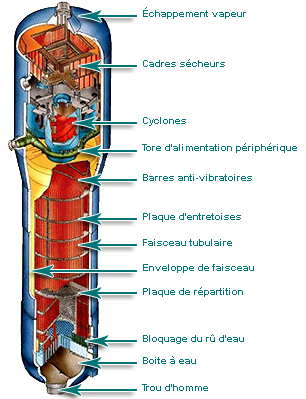 Échappement vapeur
Cadres sécheurs
Cyclones
Tore d'alimentation périphérique
Barres anti-vibratoires
Plaque d'entretoises
Faisceau tubulaire
Enveloppe de faisceau
Plaque de répartition
Bloquage du rû d'eau
Boite à eau
Trou d'homme